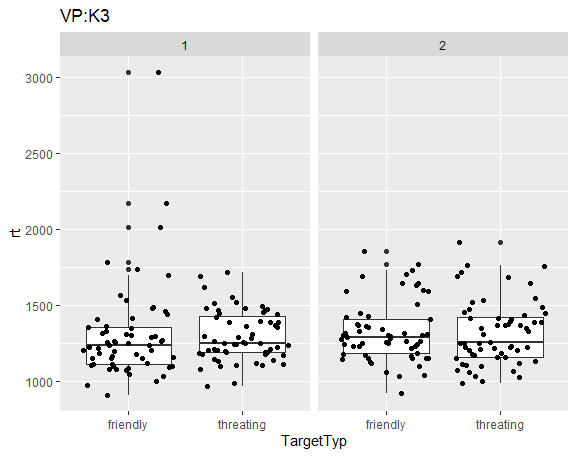 VP:K3
1 2
3000
2500
2000
1500
1000
rt
friendly threating friendly threating
TargetTyp